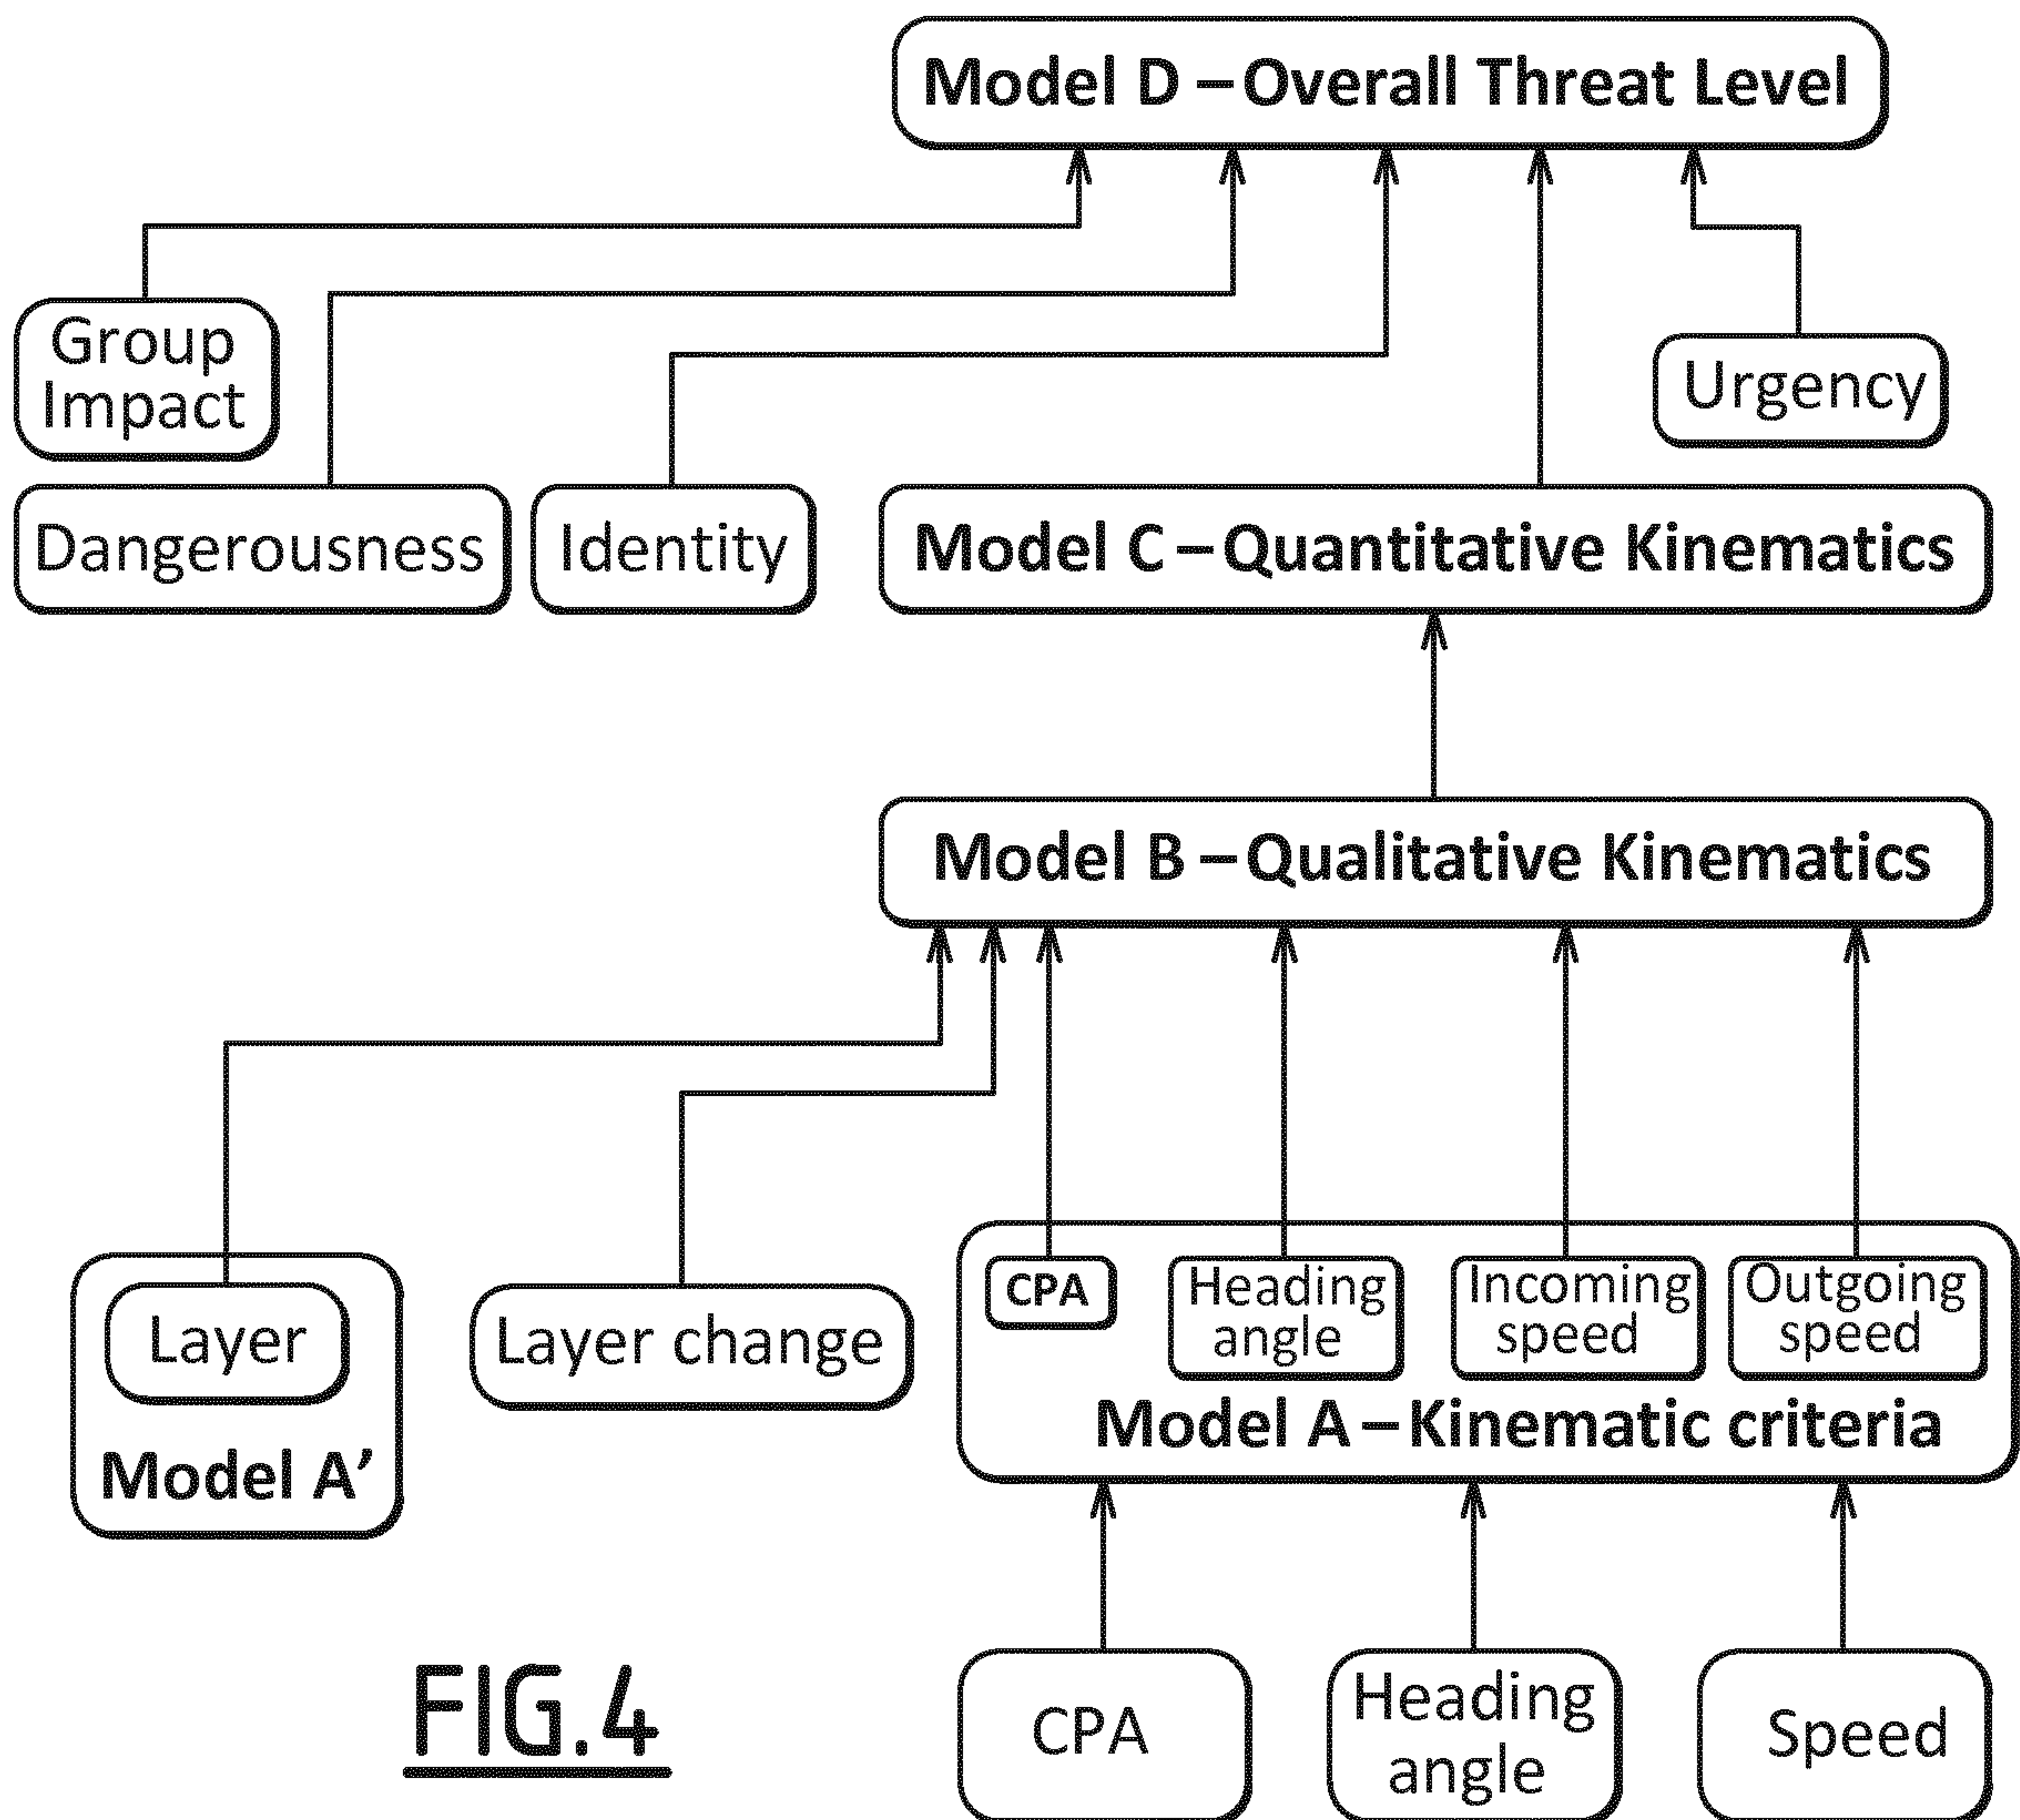 Model D – Overall Threat Level
Group
Impact
Urgency
Dangerousness
Identity
Model C – Quantitative Kinematics
Model B – Qualitative Kinematics
Layer
Model A’
Layer change
CPA
Heading
angle
Incoming
speed
Outgoing
speed
Model A – Kinematic criteria
CPA
Heading
angle
Speed
FIG.4